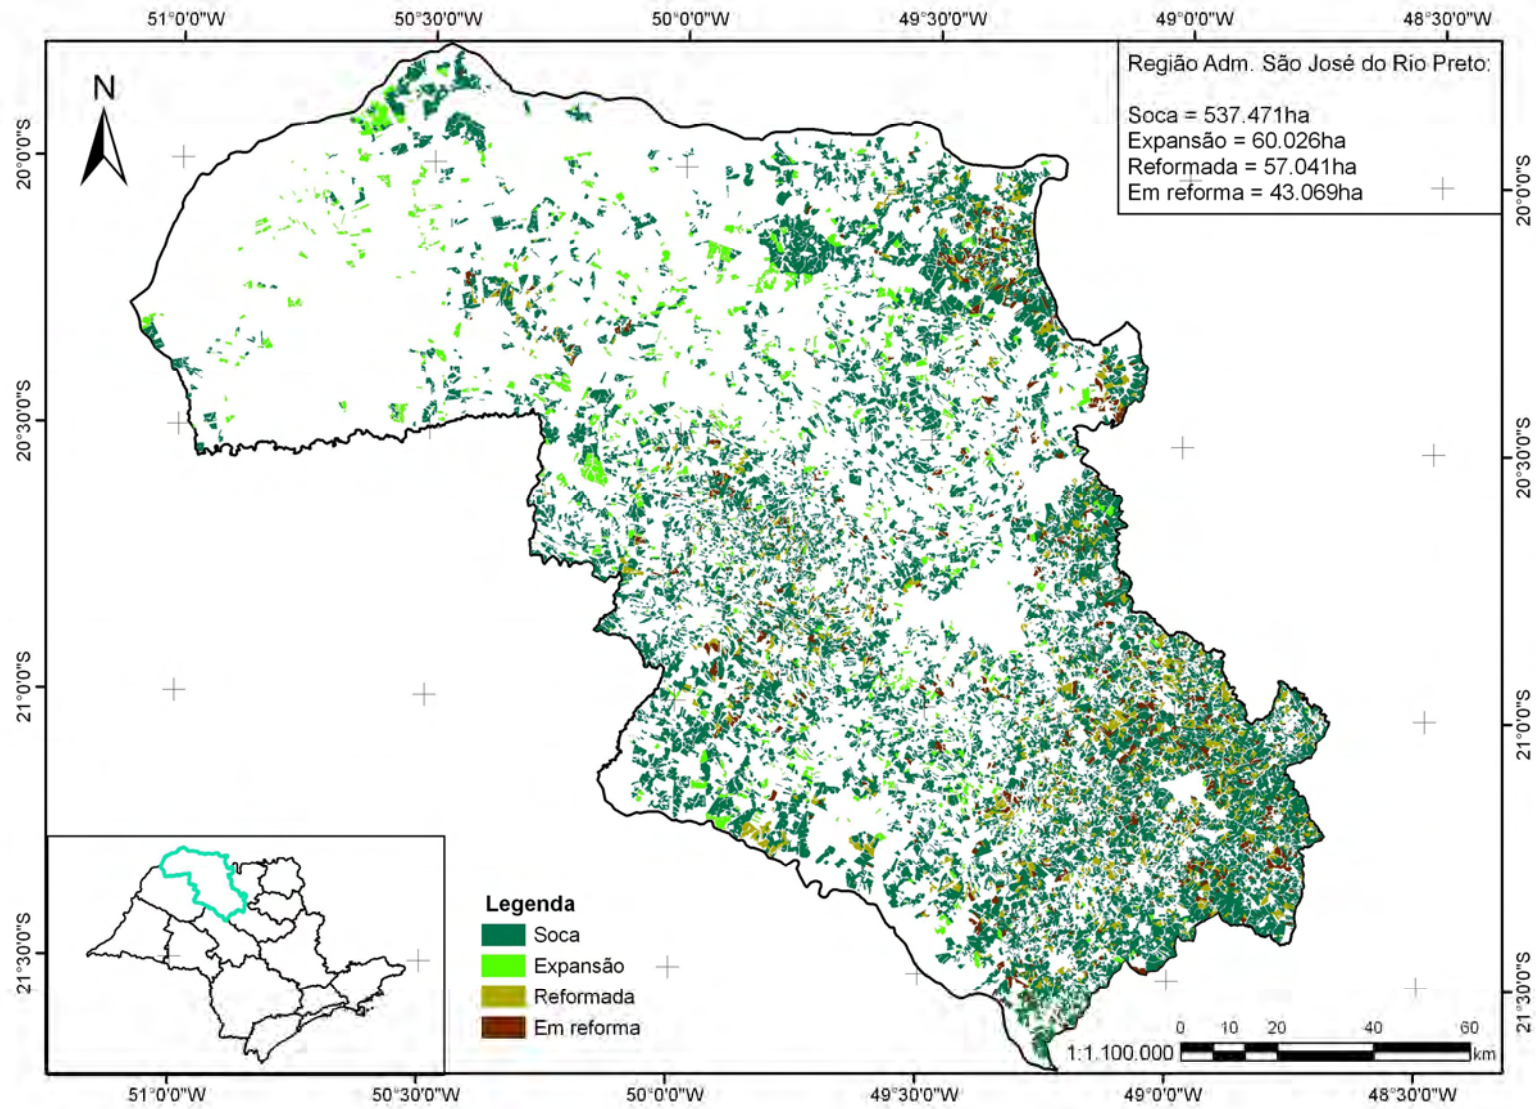 51°0'0"W 50°30'0"W 50°0'0"W 49°30'0"W 49°0'0"W 48°30'0"W
N
Região Adm. São José do Rio Preto:
Soca = 537.471ha
Expansão = 60.026ha
Reformada = 57.041ha
Em reforma = 43.069ha
20°0'0"S
20°0'0"S
20°30'0"S
20°30'0"S
21°0'0"S
21°0'0"S
21°30'0"S
21°30'0"S
Legenda
Soca
Expansão
Reformada
Em reforma
0 10 20 40 60
1:1.100.000 km
51°0'0"W 50°30'0"W 50°0'0"W 49°30'0"W 49°0'0"W 48°30'0"W